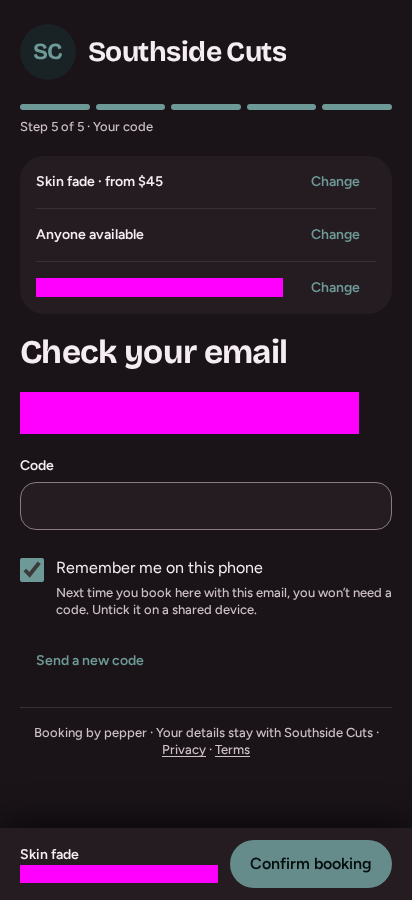 SC
Southside Cuts
Step 5 of 5 · Your code
Skin fade · from $45
Change
Anyone available
Change
Change
Check your email
Code
Remember me on this phone
Next time you book here with this email, you won’t need a
code. Untick it on a shared device.
Send a new code
Booking by pepper · Your details stay with Southside Cuts ·
Privacy · Terms
Skin fade
Confirm booking